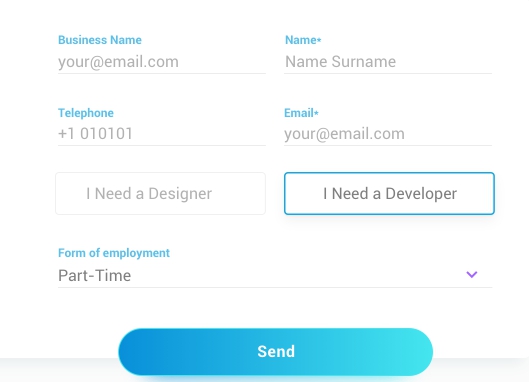 Business Name Name*
your@email.com Name Surname
Telephone Email*
+1 010101 your@email.com
I Need a Designer I Need a Developer
Form of employment
Part-Time
Send